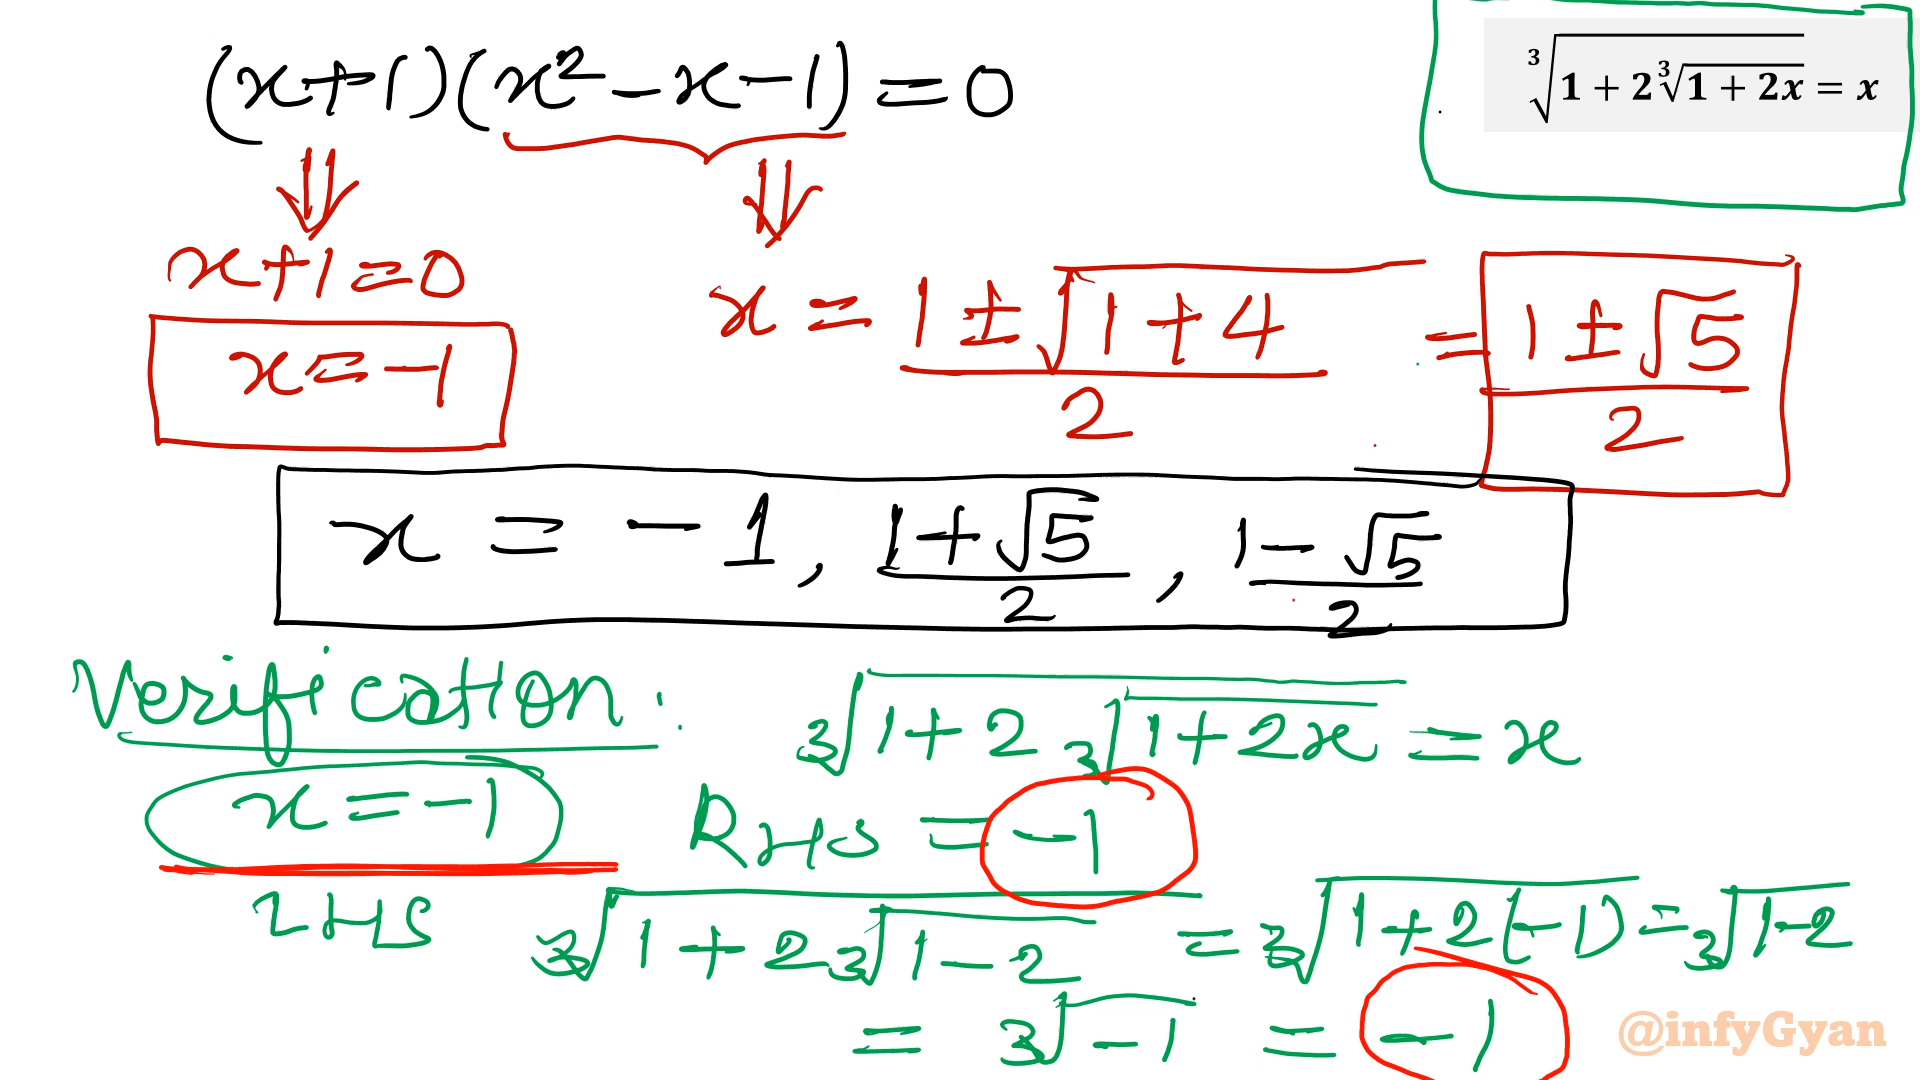 (x+1)(x²-x-1)=0
∛(1+2∛(1+2x)) = x
x+1=0
x=-1
x = (1±√(1+4))/2 = (1±√5)/2
x = -1, (1+√5)/2, (1-√5)/2
Verification:
∛(1+2∛(1+2x)) = x
x=-1
RHS = -1
LHS
∛(1+2∛(1-2)) = ∛(1+2(-1)) = ∛(1-2)
= ∛(-1) = -1
@infyGyan